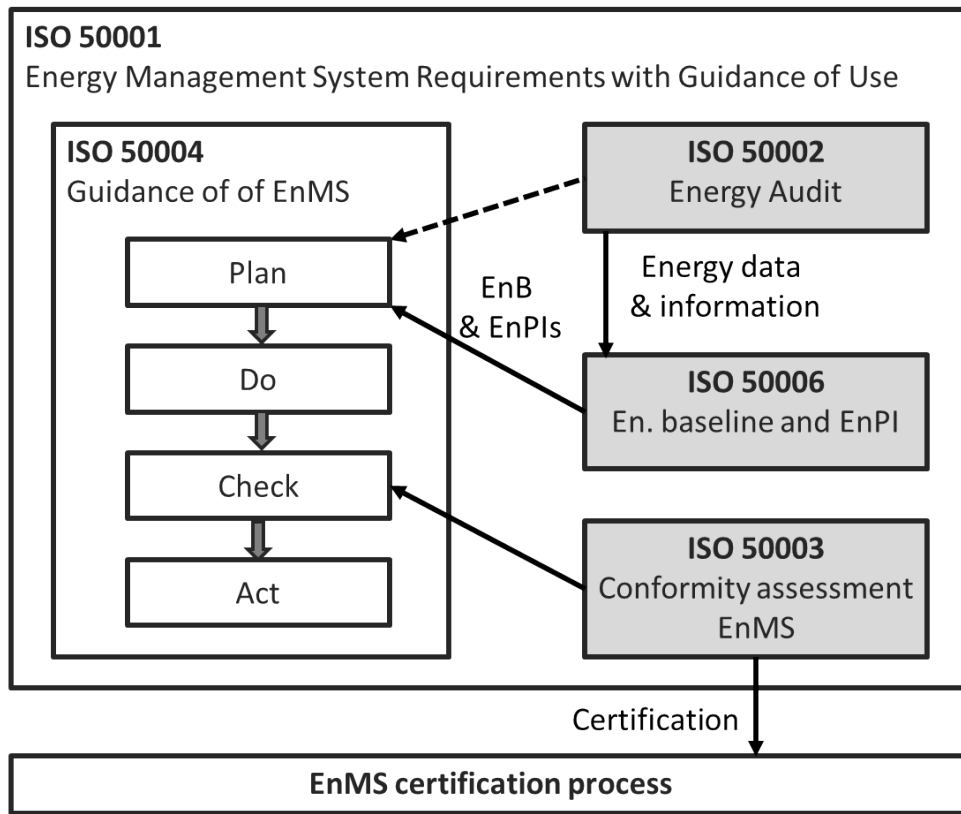 ISO 50001
Energy Management System Requirements with Guidance of Use
ISO 50004
Guidance of of EnMS
Plan
Do
Check
Act
ISO 50002
Energy Audit
Energy data
& information
EnB
& EnPIs
ISO 50006
En. baseline and EnPI
ISO 50003
Conformity assessment
EnMS
Certification
EnMS certification process